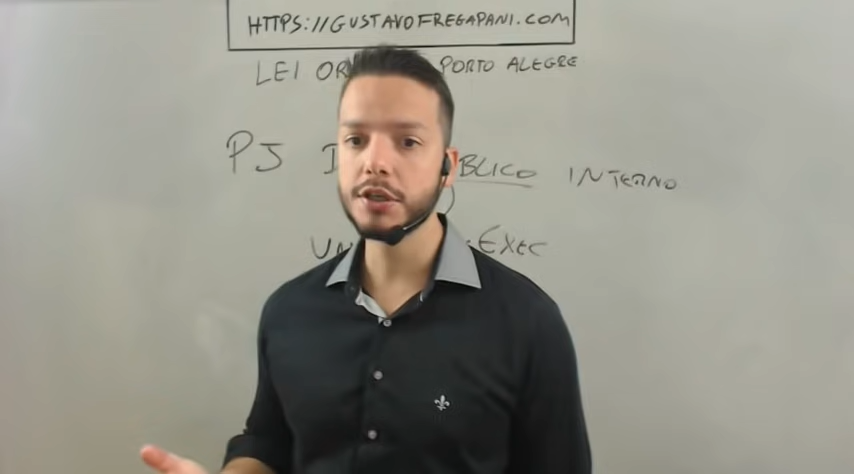 HTTPS://GUSTAVOFREGAPANI.COM
LEI OR PORTO ALEGRE
PJ BLICO INTERNO
EXEC